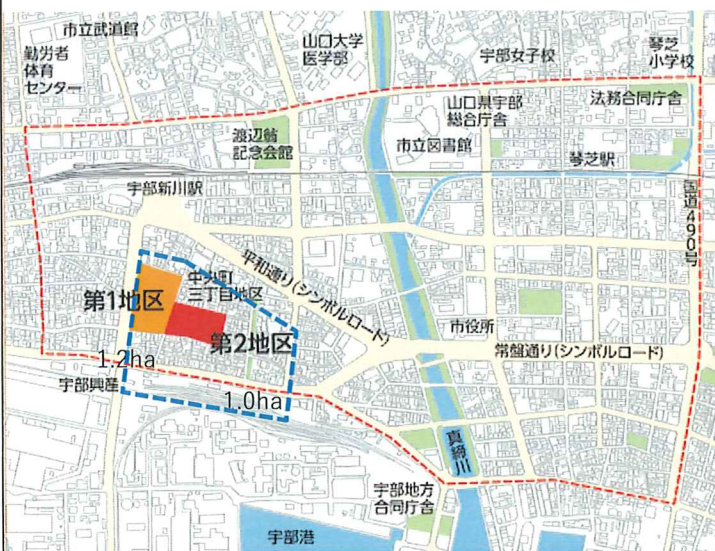 市立武道館
勤労者
体育
センター
山口大学
医学部
宇部女子校
琴芝
小学校
山口県宇部
総合庁舎
法務合同庁舎
渡辺翁
記念会館
市立図書館
琴芝駅
宇部新川駅
国道490号
平和通り(シンボルロード)
中央町
三丁目地区
第1地区
第2地区
市役所
常盤通り(シンボルロード)
1.2ha
宇部興産
1.0ha
真締川
宇部地方
合同庁舎
宇部港